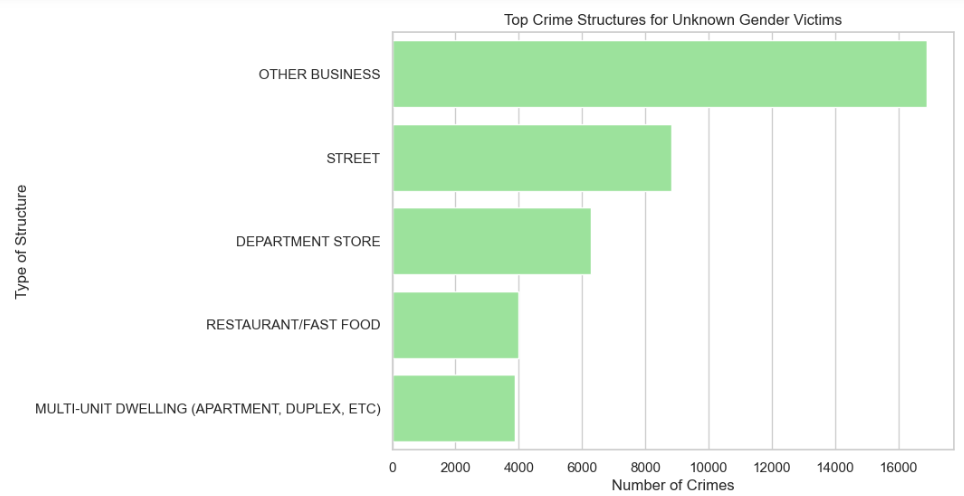 Top Crime Structures for Unknown Gender Victims
Type of Structure
OTHER BUSINESS
STREET
DEPARTMENT STORE
RESTAURANT/FAST FOOD
MULTI-UNIT DWELLING (APARTMENT, DUPLEX, ETC)
0 2000 4000 6000 8000 10000 12000 14000 16000
Number of Crimes